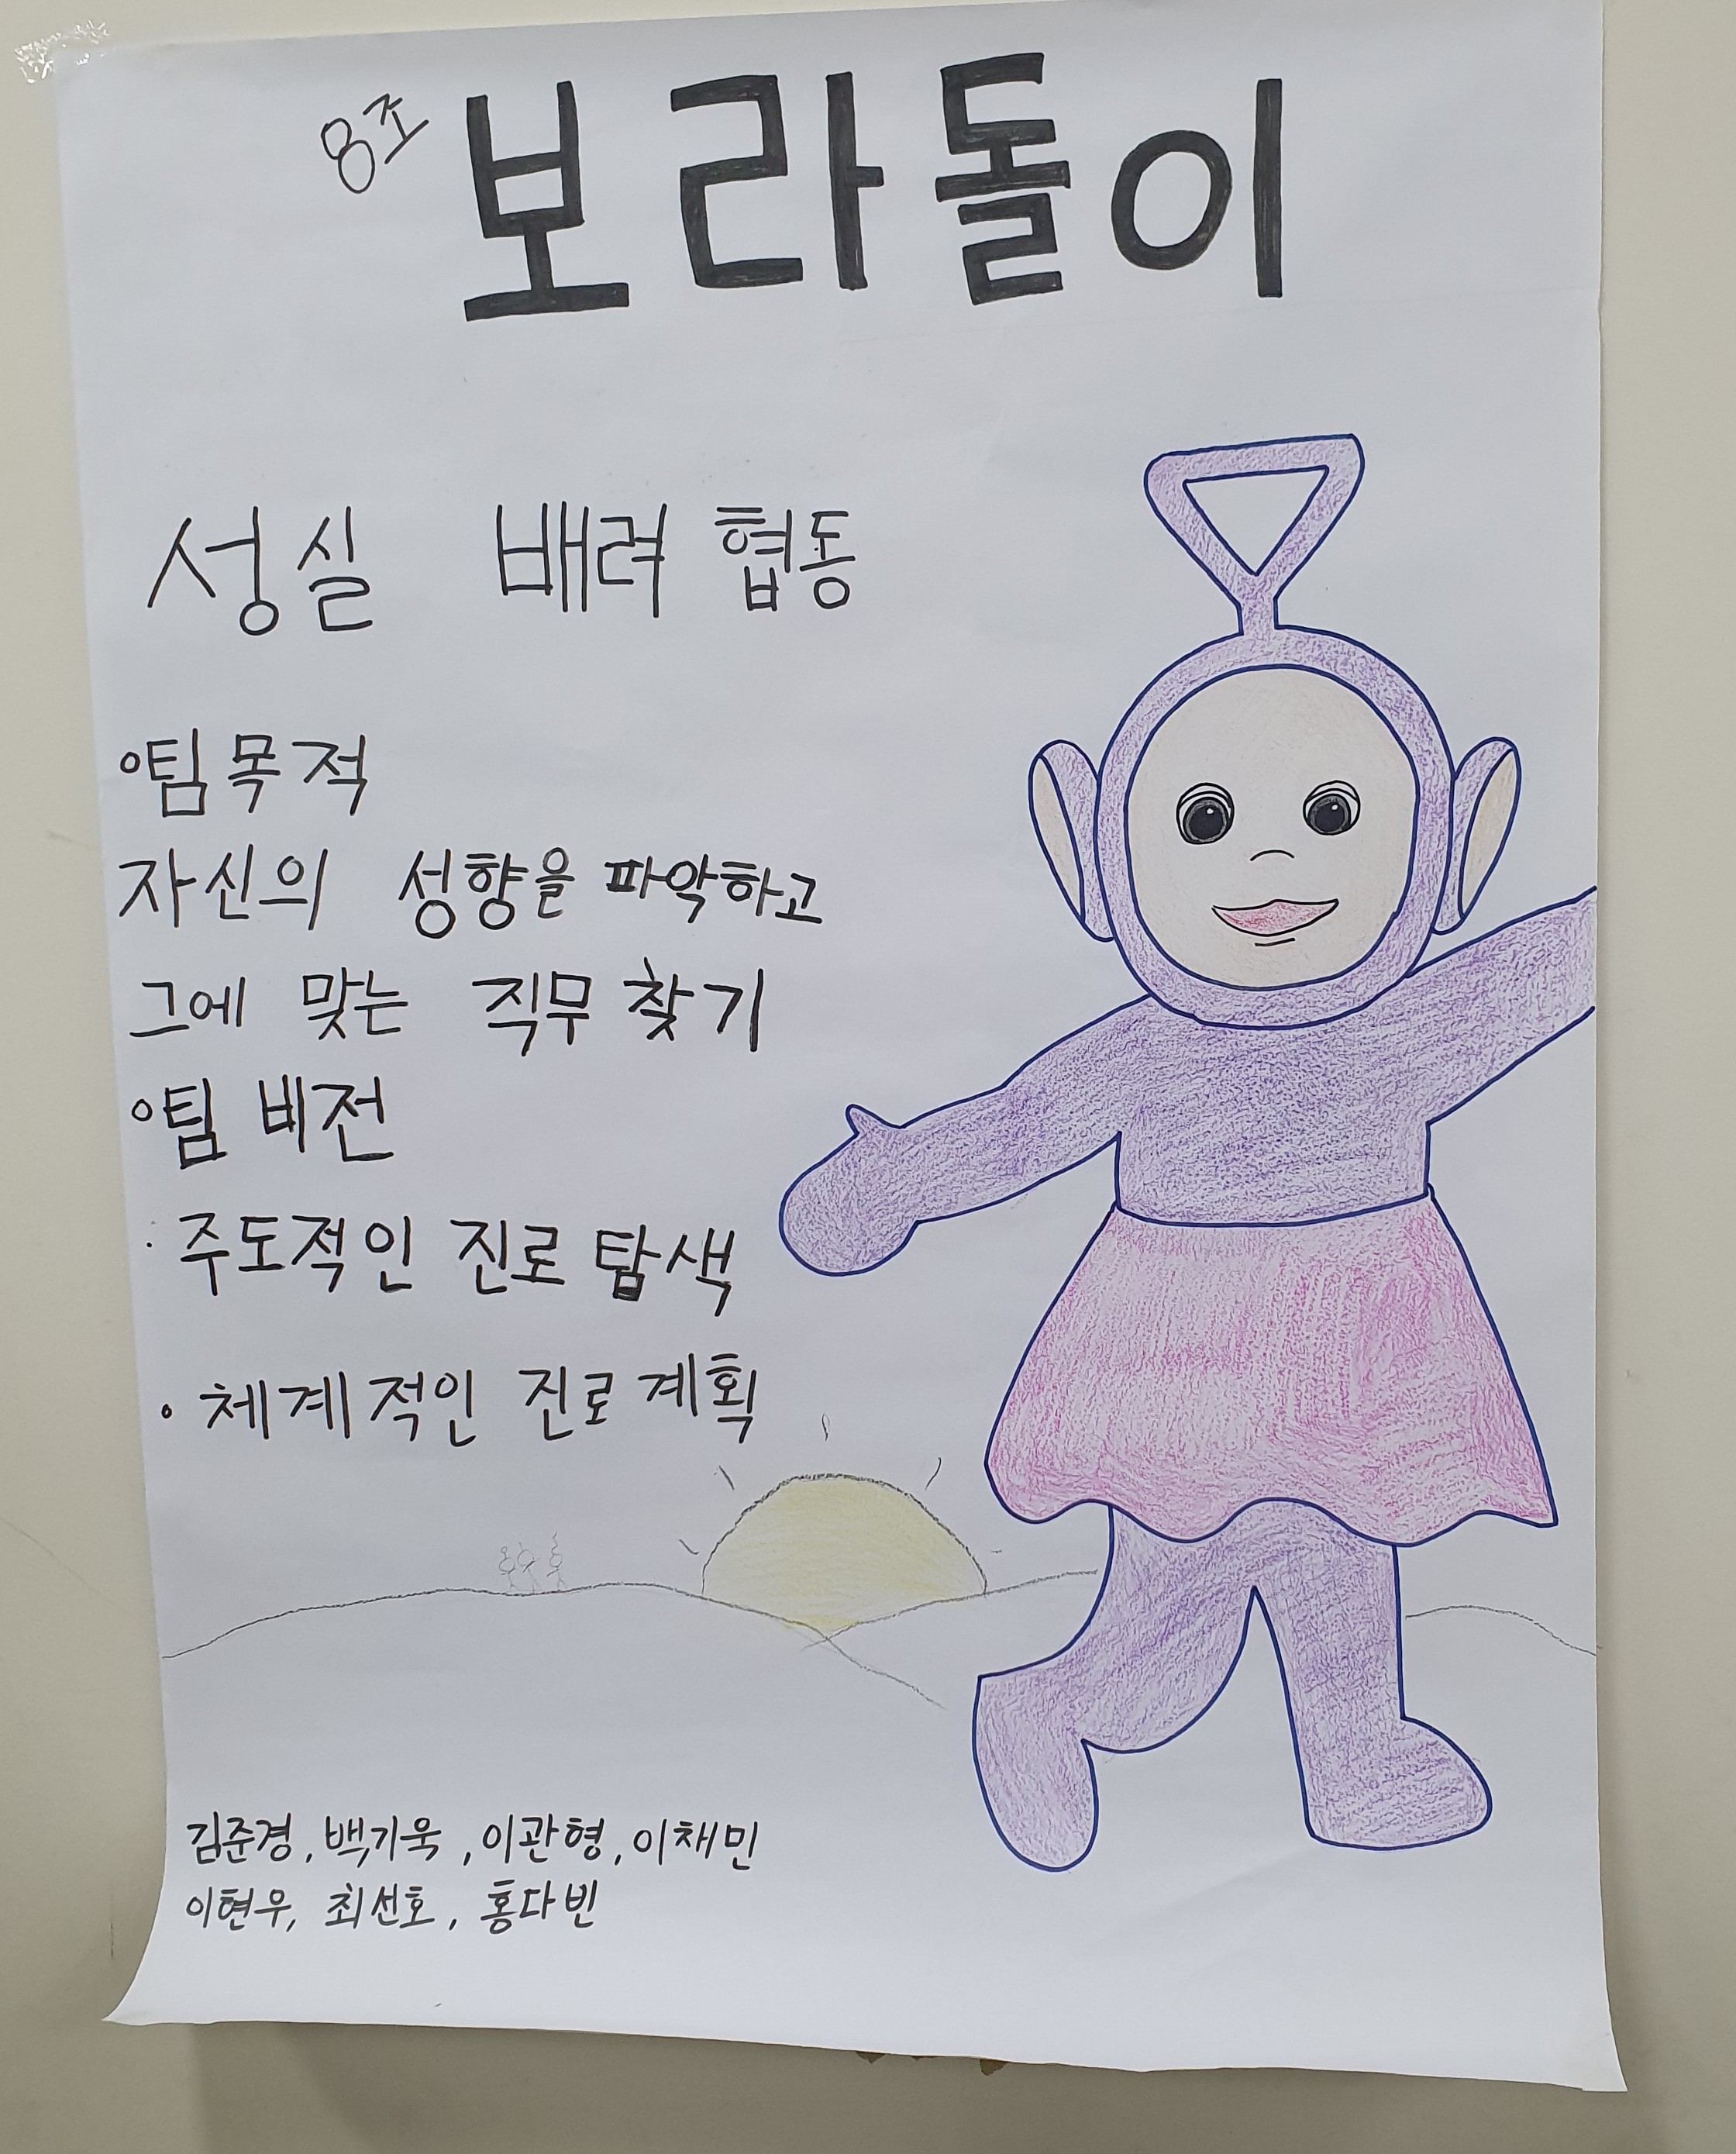 8조 보라돌이
성실 배려 협동
◦팀목적
자신의 성향을 파악하고
그에 맞는 직무 찾기
◦팀 비전
· 주도적인 진로 탐색
· 체계적인 진로계획
김준경, 백기욱, 이관형, 이채민
이현우, 최선호, 홍다빈